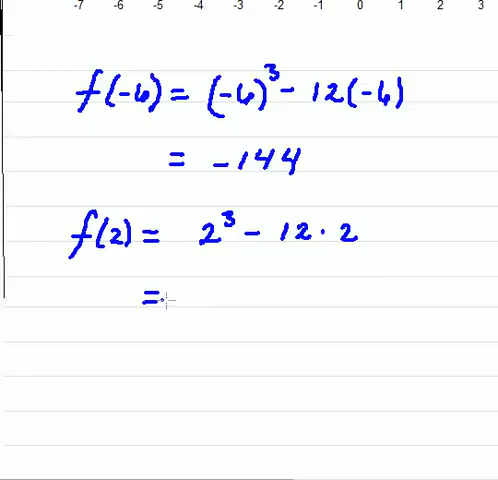 -7 -6 -5 -4 -3 -2 -1 0 1 2 3
f(-6) = (-6)³ - 12(-6)
= -144
f(2) = 2³ - 12 · 2
=